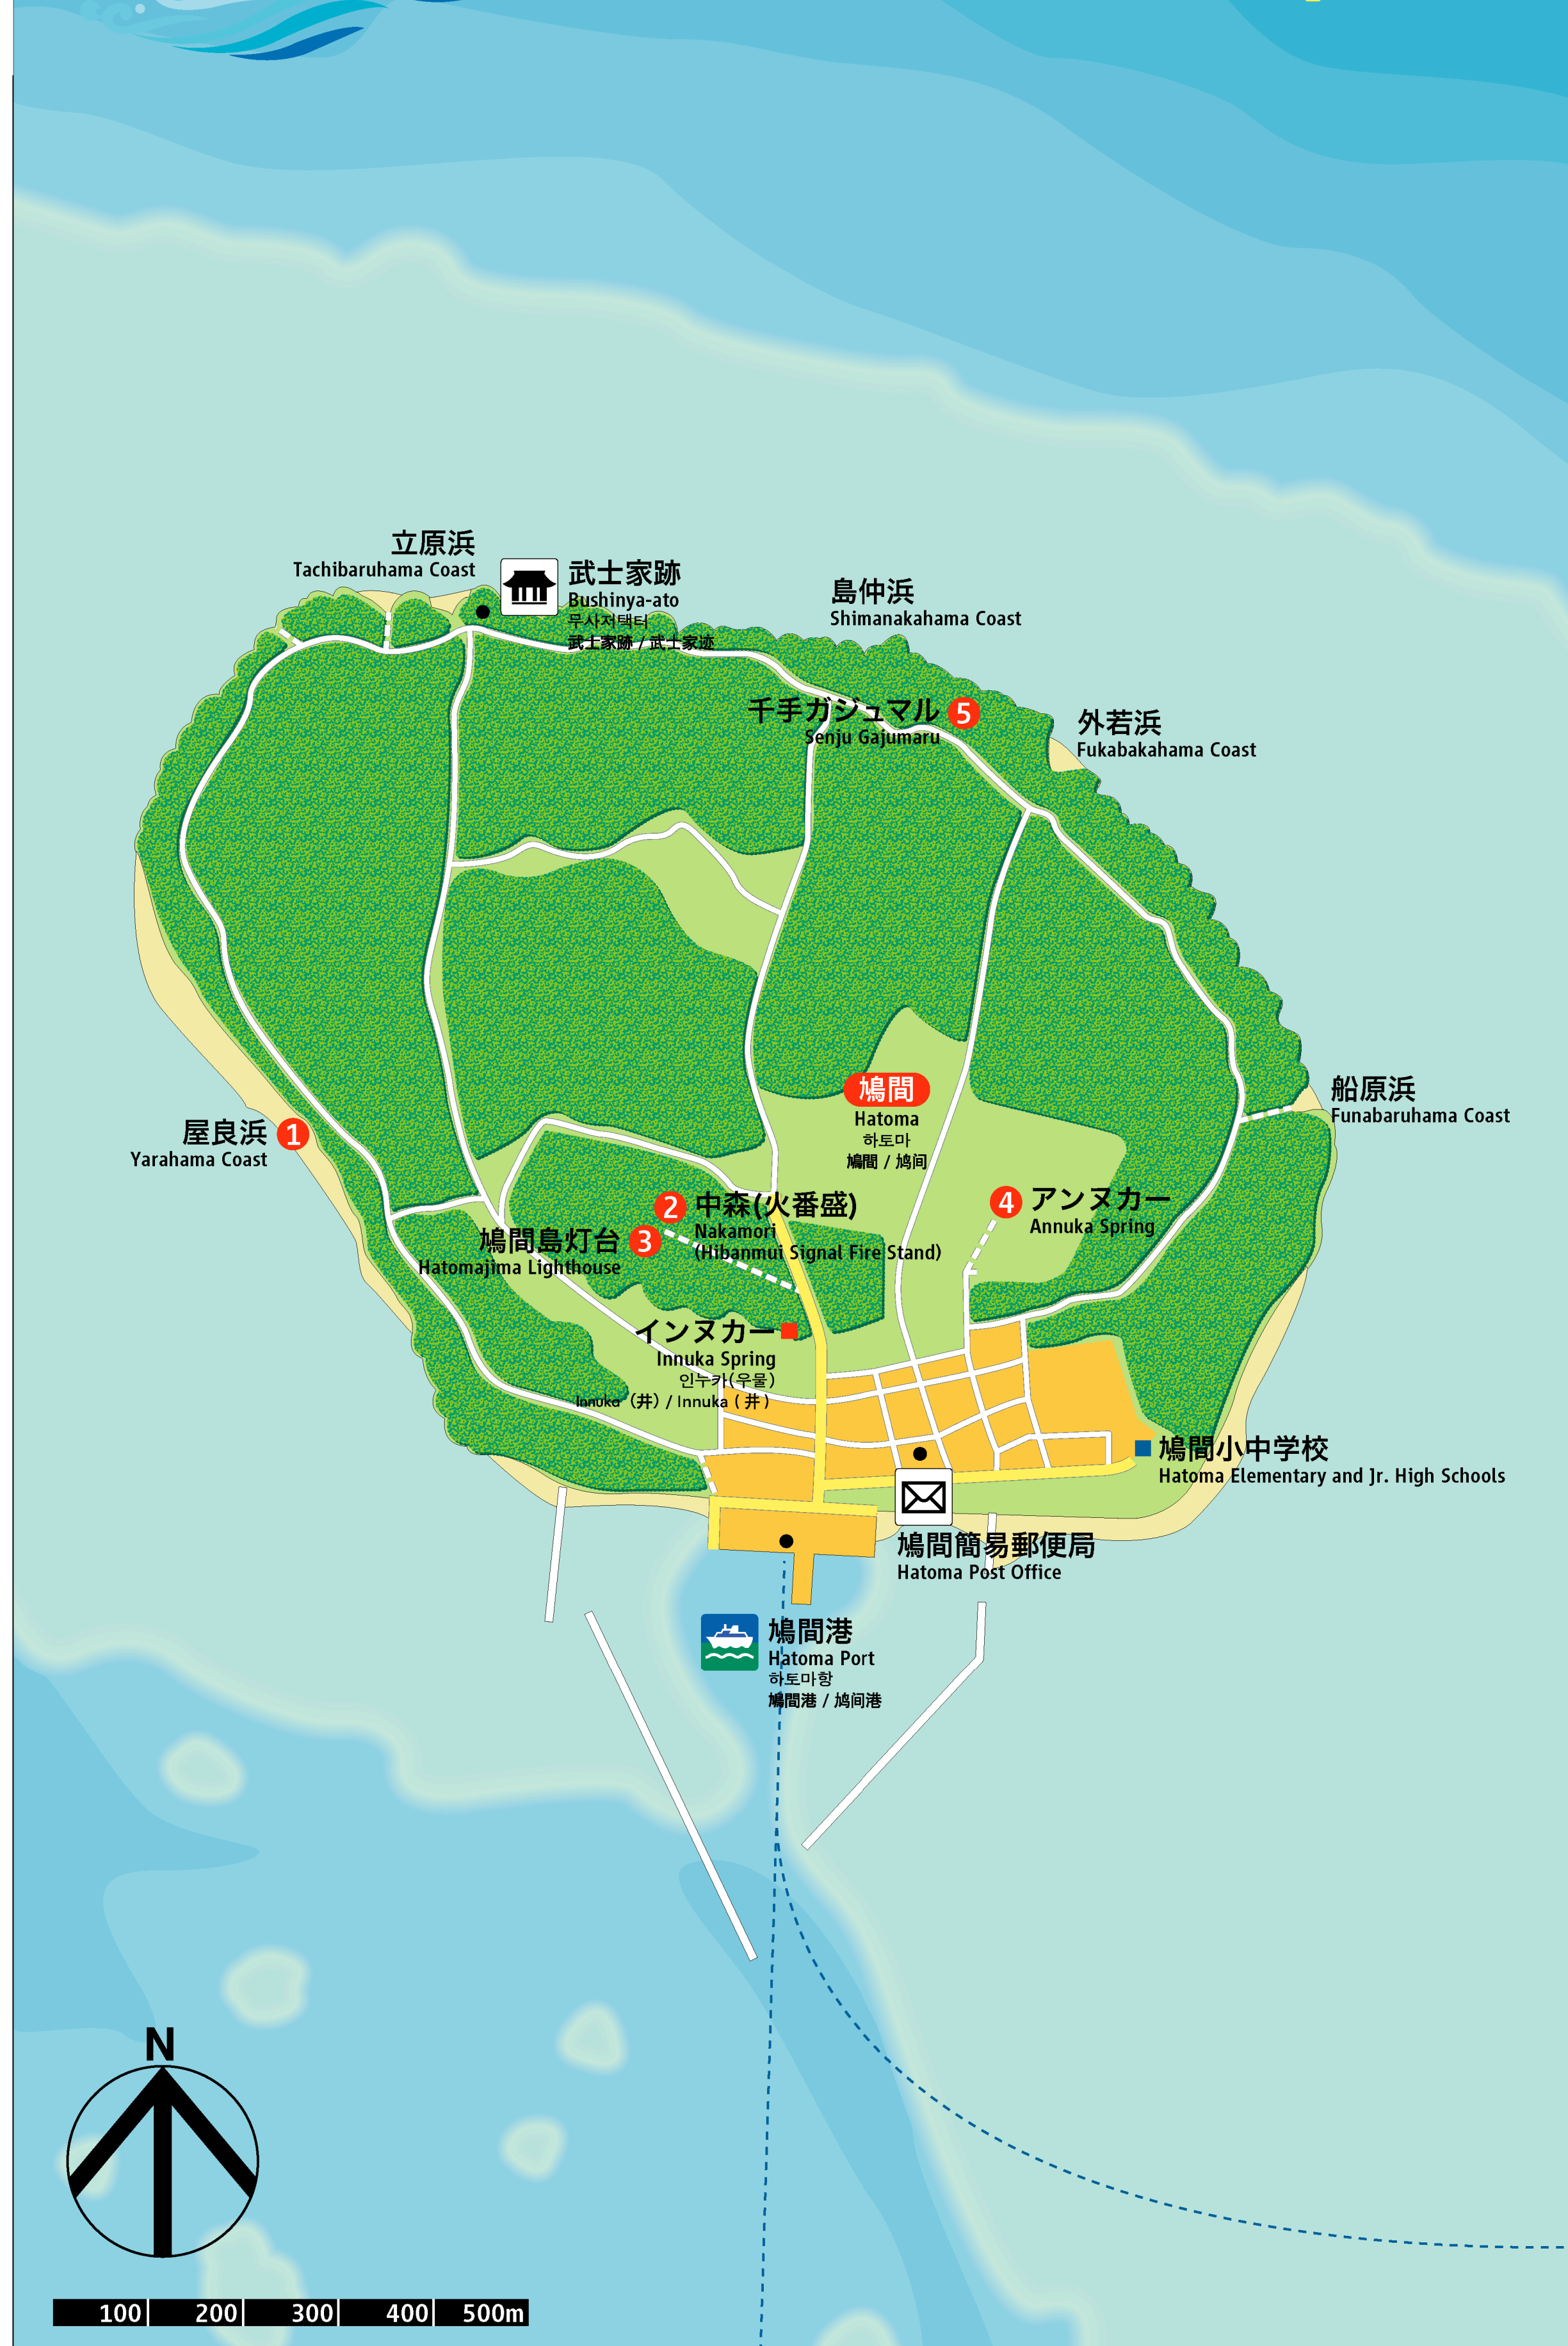 立原浜
Tachibaruhama Coast
武士家跡
Bushinya-ato
무사저택터
武士家跡 / 武士家迹
島仲浜
Shimanakahama Coast
千手ガジュマル 5
Senju Gajumaru
外若浜
Fukabakahama Coast
鳩間
Hatoma
하토마
鳩間 / 鸠间
船原浜
Funabaruhama Coast
屋良浜 1
Yarahama Coast
2 中森(火番盛)
Nakamori
(Hibanmui Signal Fire Stand)
4 アンヌカー
Annuka Spring
鳩間島灯台 3
Hatomajima Lighthouse
インヌカー
Innuka Spring
인누카(우물)
Innuka (井) / Innuka ( 井 )
鳩間小中学校
Hatoma Elementary and Jr. High Schools
鳩間簡易郵便局
Hatoma Post Office
鳩間港
Hatoma Port
하토마항
鳩間港 / 鸠间港
N
100 200 300 400 500m